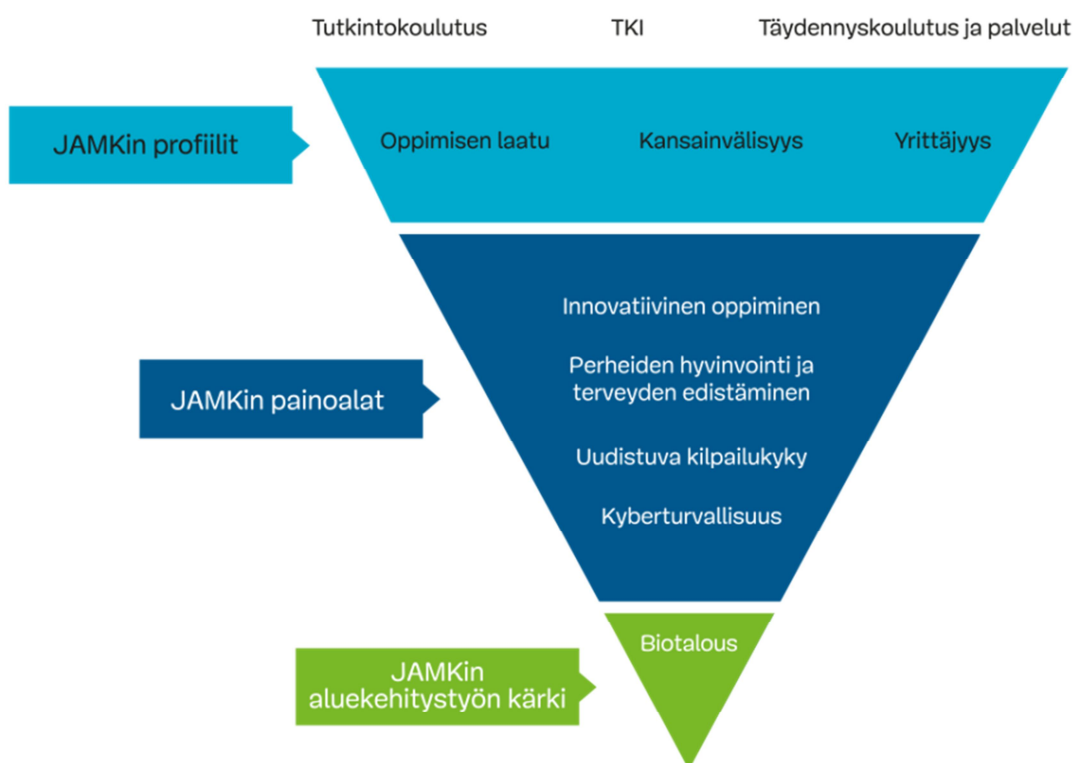 Tutkintokoulutus TKI Täydennyskoulutus ja palvelut
JAMKin profiilit
Oppimisen laatu Kansainvälisyys Yrittäjyys
Innovatiivinen oppiminen
Perheiden hyvinvointi ja
terveyden edistäminen
JAMKin painoalat
Uudistuva kilpailukyky
Kyberturvallisuus
Biotalous
JAMKin
aluekehitystyön kärki